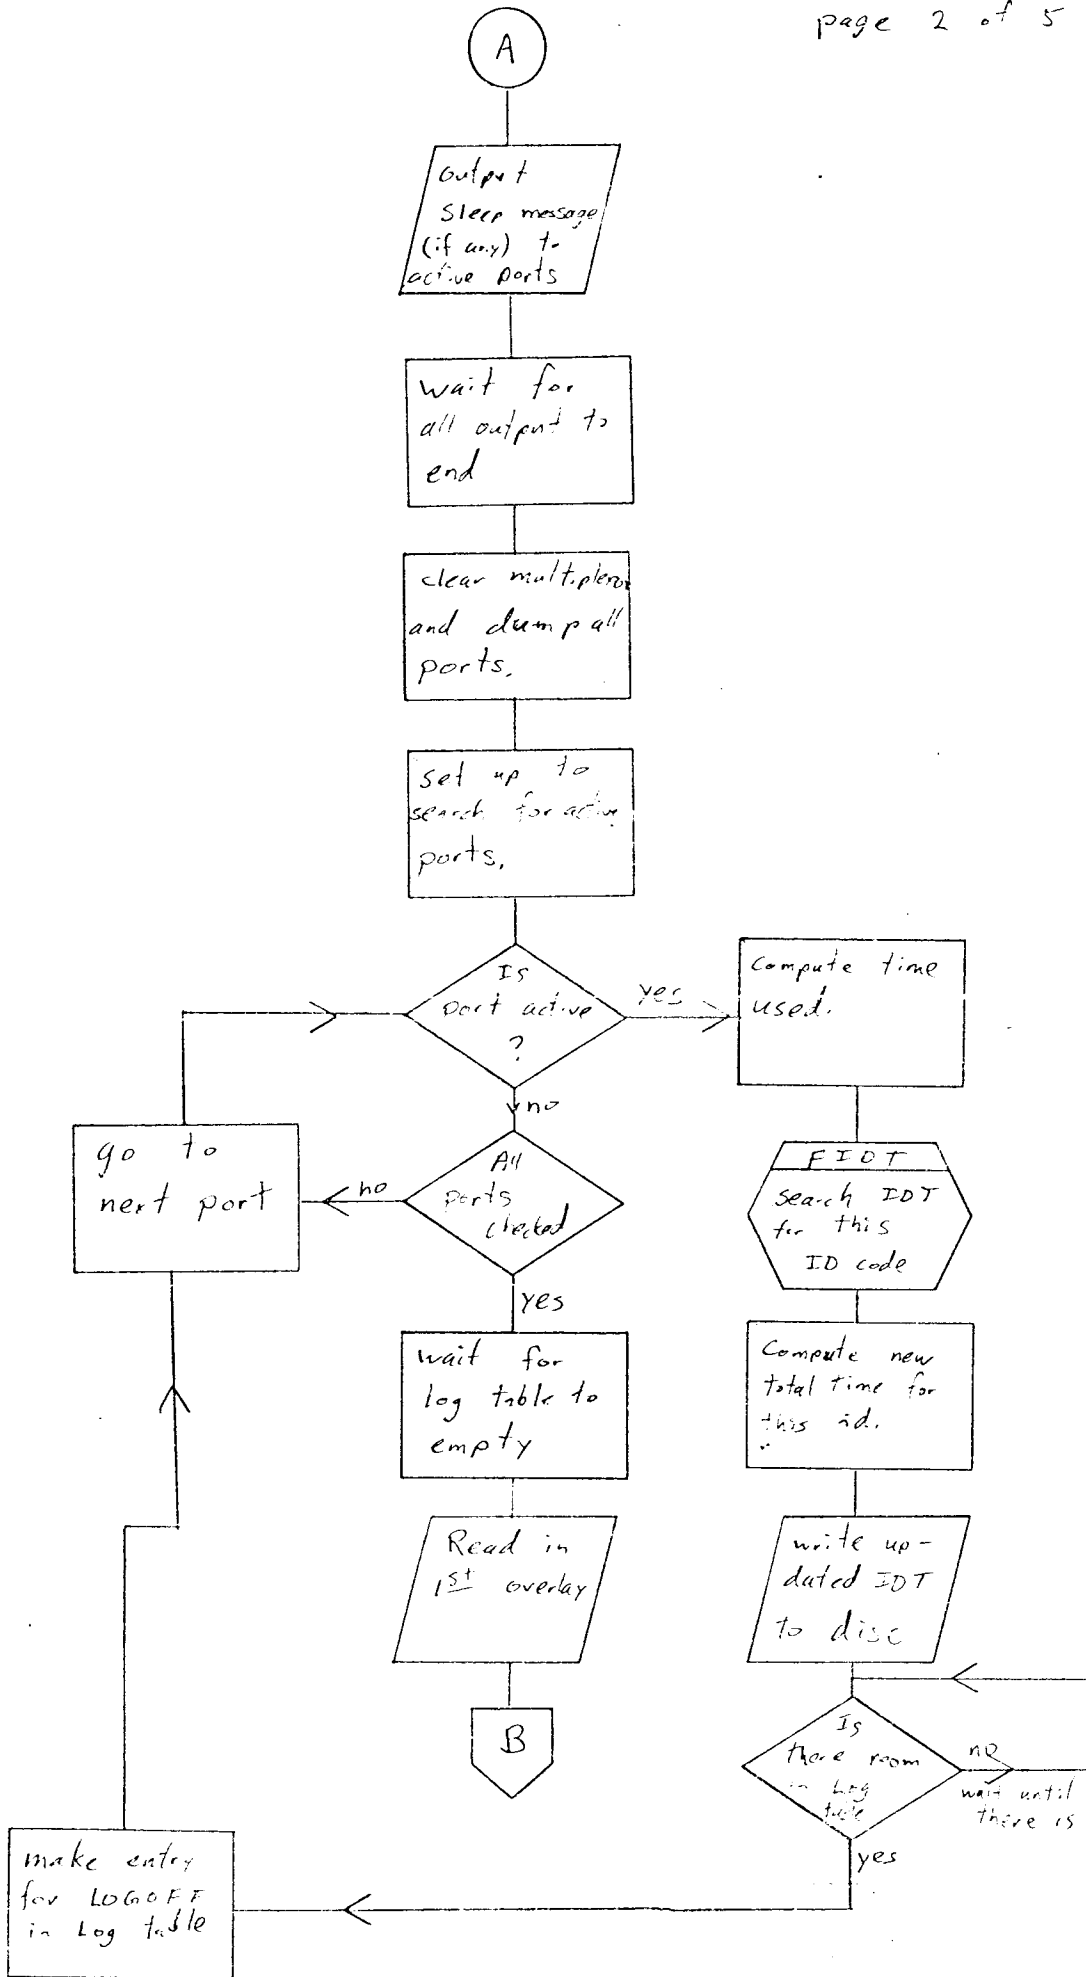 page 2 of 5
A
output
sleep message
(if any) to
active ports
wait for
all output to
end
clear multiplexor
and dump all
ports.
set up to
search for active
ports.
Is
port active
?
yes
no
Compute time
used.
go to
next port
no
All
ports
checked
yes
FIDT
search IDT
for this
ID code
wait for
log table to
empty
Compute new
total time for
this id.
Read in
1st overlay
write up-
dated IDT
to disc
B
Is
there room
in Log
table
no
wait until
there is
yes
make entry
for LOGOFF
in Log table